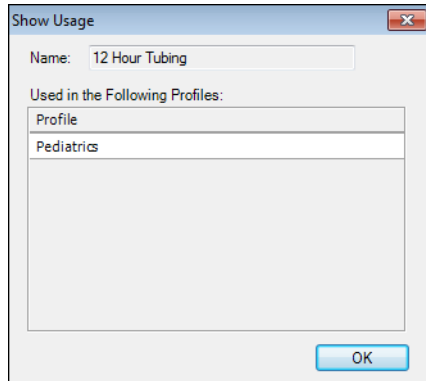 Show Usage
Name: 12 Hour Tubing
Used in the Following Profiles:
Profile
Pediatrics
OK